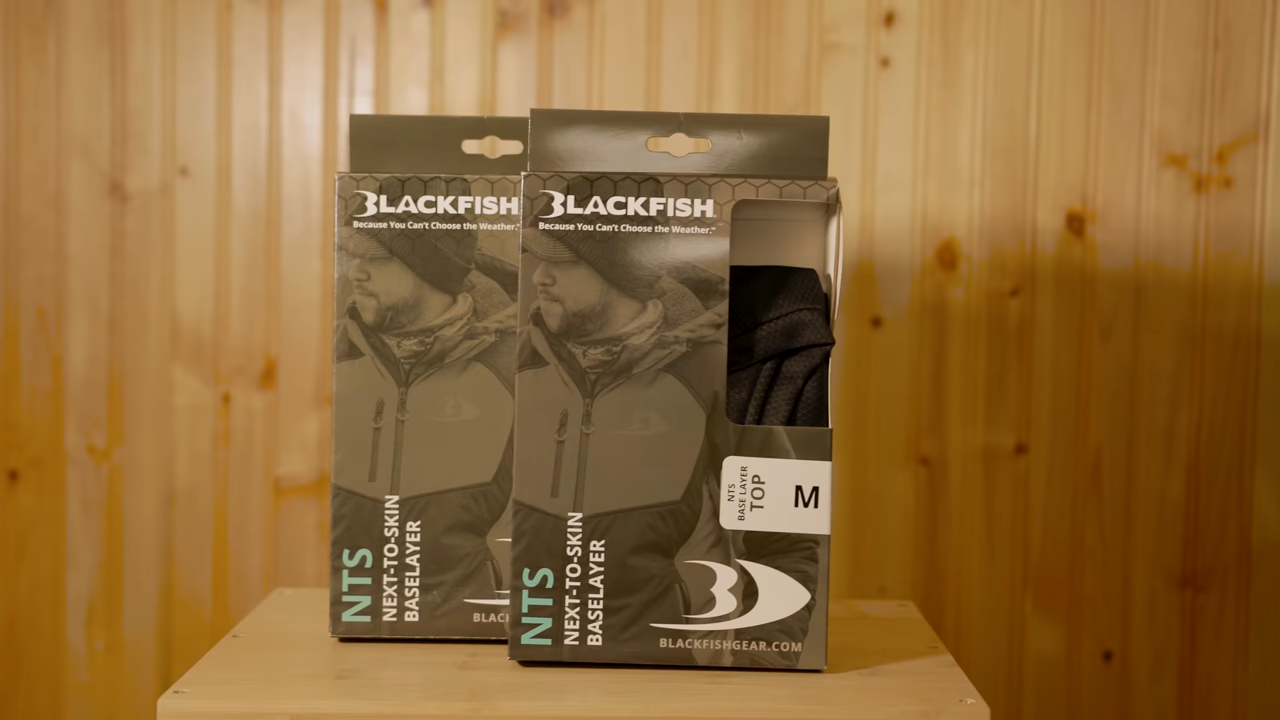 BLACKFISH
Because You Can't Choose the Weather.™
NTS
NEXT-TO-SKIN
BASELAYER
BLACK
BLACKFISH
Because You Can't Choose the Weather.™
NTS
BASE LAYER
TOP
M
NTS
NEXT-TO-SKIN
BASELAYER
BLACKFISHGEAR.COM